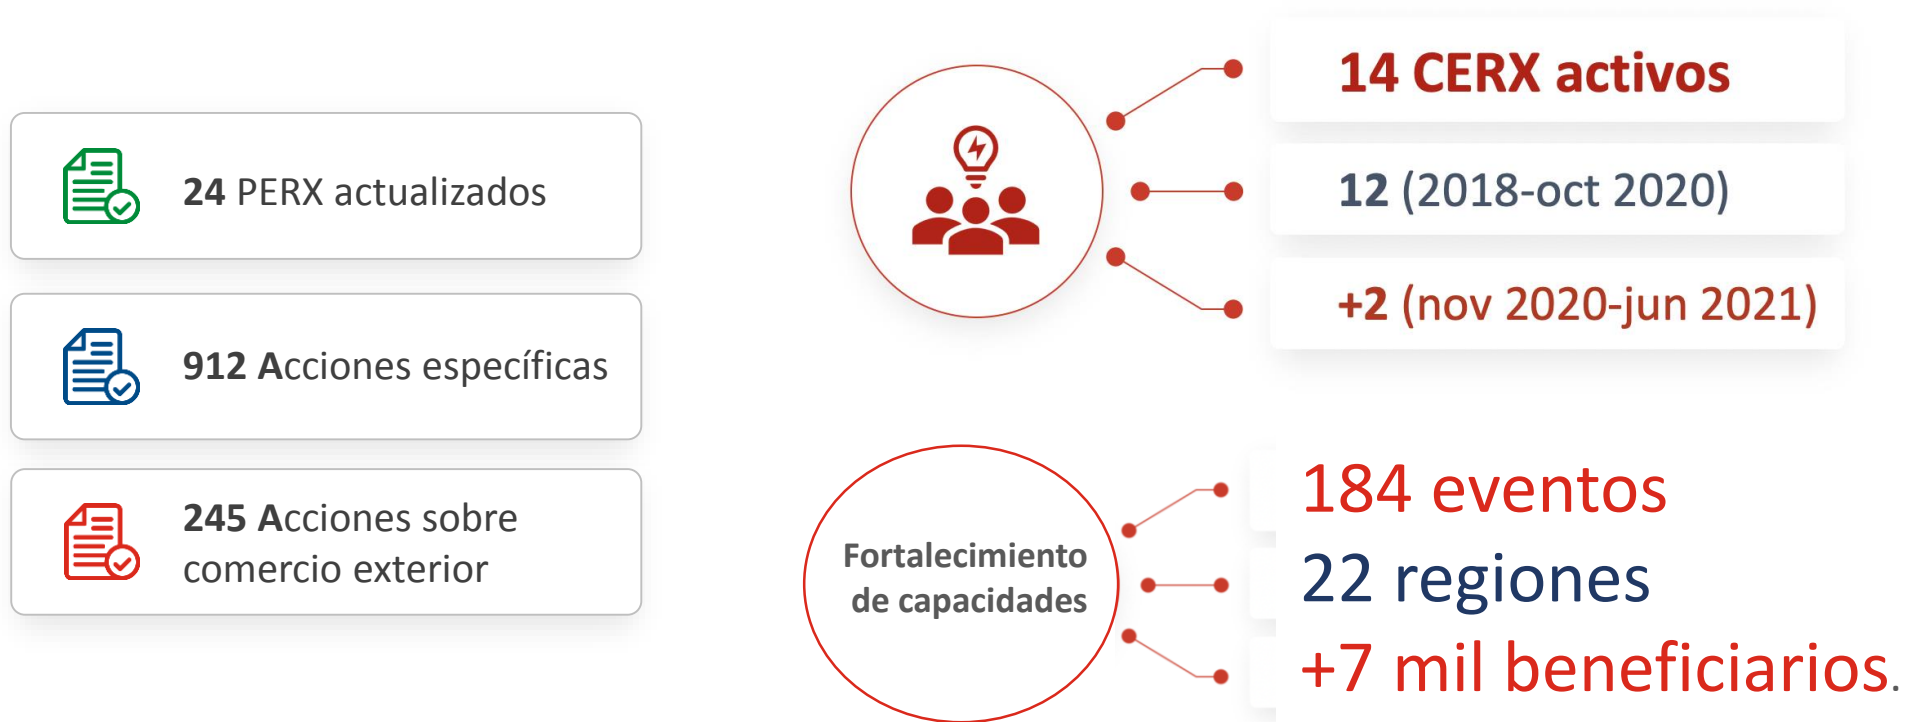 24 PERX actualizados
912 Acciones específicas
245 Acciones sobre
comercio exterior
14 CERX activos
12 (2018-oct 2020)
+2 (nov 2020-jun 2021)
Fortalecimiento
de capacidades
184 eventos
22 regiones
+7 mil beneficiarios.